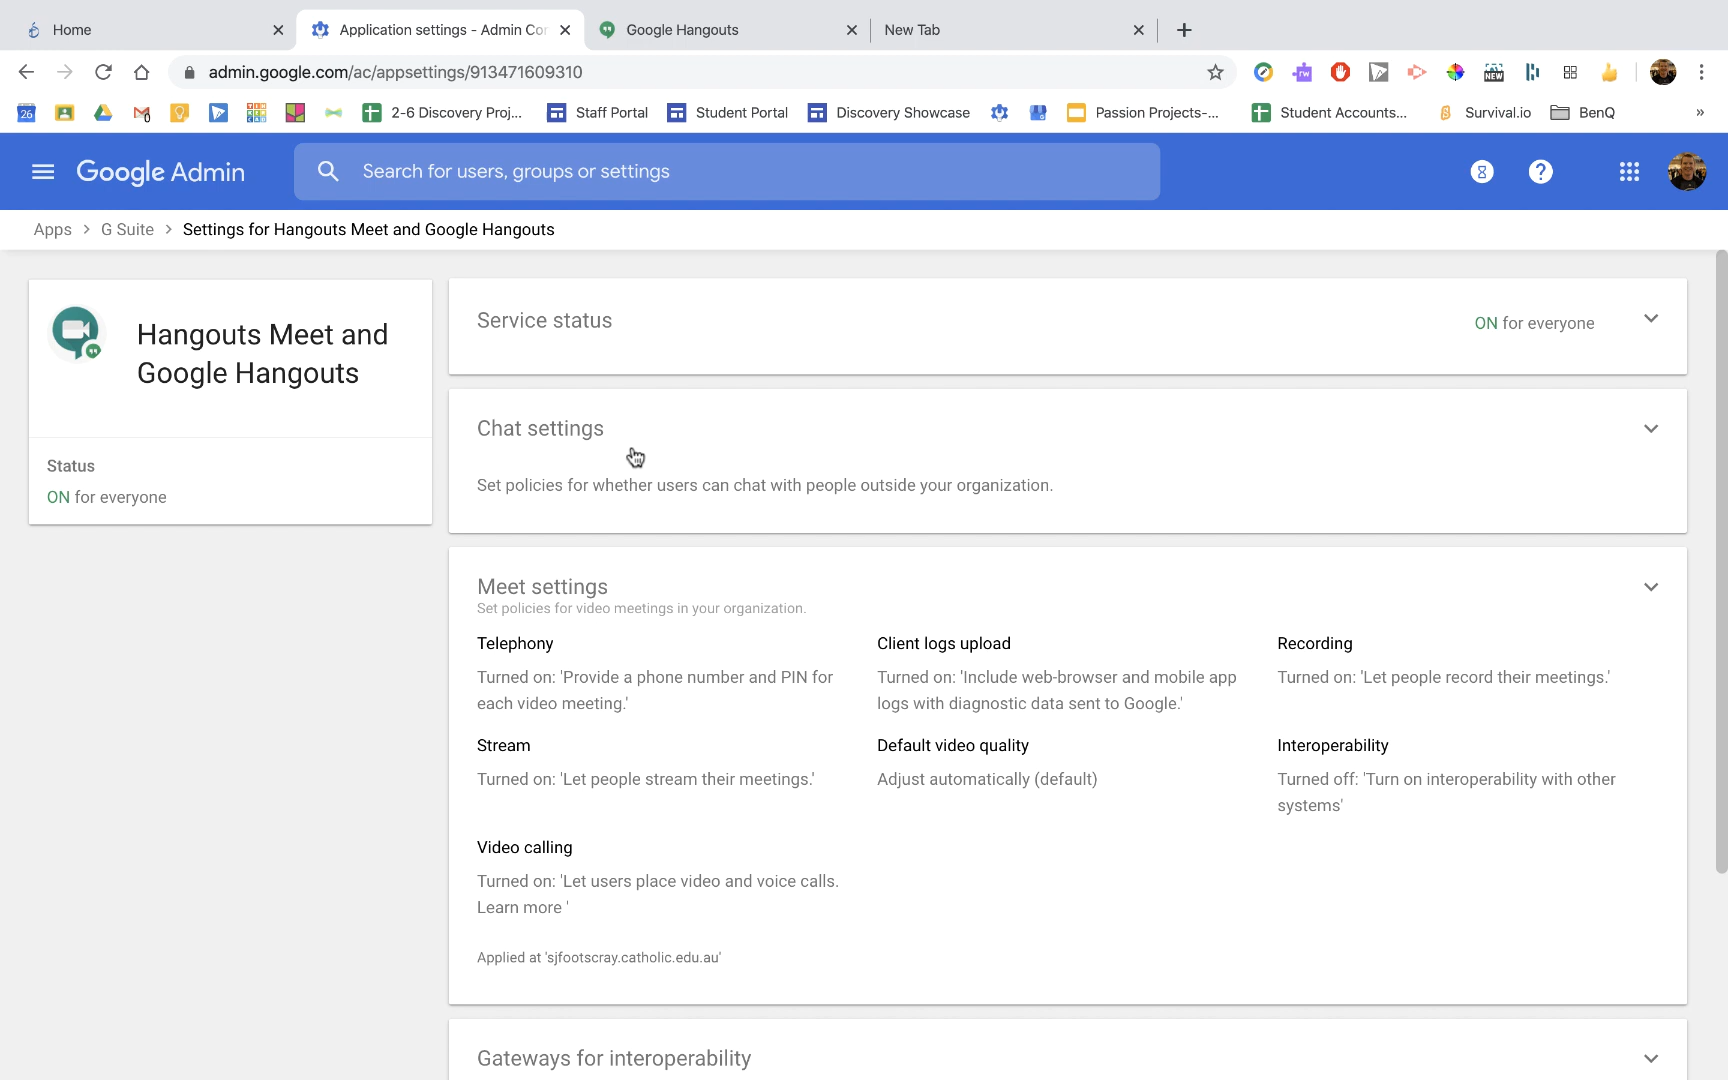 Home
Application settings - Admin Con
Google Hangouts
New Tab
admin.google.com/ac/appsettings/913471609310
rw
NEW
26
2-6 Discovery Proj...
Staff Portal
Student Portal
Discovery Showcase
Passion Projects-...
Student Accounts...
Survival.io
BenQ
»
Google Admin
Search for users, groups or settings
?
Apps > G Suite > Settings for Hangouts Meet and Google Hangouts
Hangouts Meet and
Google Hangouts
Status
ON for everyone
Service status
ON for everyone
Chat settings
Set policies for whether users can chat with people outside your organization.
Meet settings
Set policies for video meetings in your organization.
Telephony
Turned on: 'Provide a phone number and PIN for
each video meeting.'
Client logs upload
Turned on: 'Include web-browser and mobile app
logs with diagnostic data sent to Google.'
Recording
Turned on: 'Let people record their meetings.'
Stream
Turned on: 'Let people stream their meetings.'
Default video quality
Adjust automatically (default)
Interoperability
Turned off: 'Turn on interoperability with other
systems'
Video calling
Turned on: 'Let users place video and voice calls.
Learn more '
Applied at 'sjfootscray.catholic.edu.au'
Gateways for interoperability